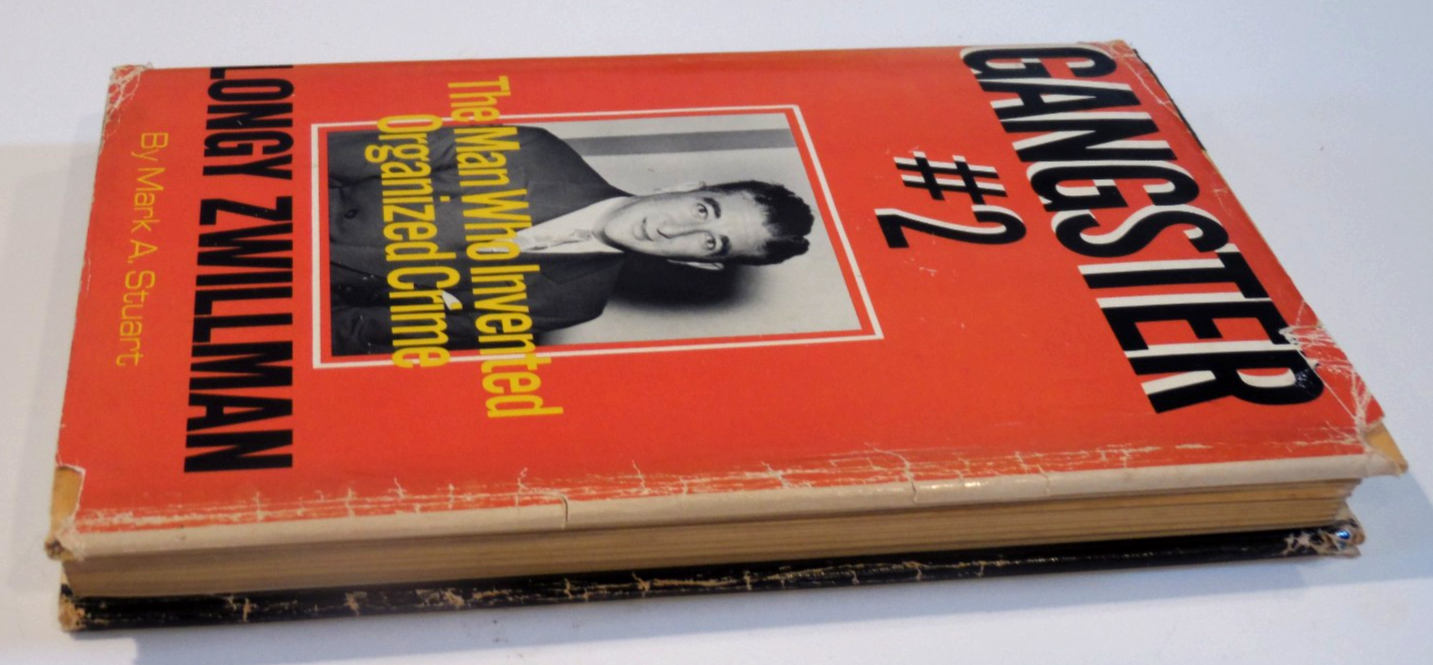 GANGSTER
#2
The Man Who Invented
Organized Crime
LONGY ZWILLMAN
By Mark A. Stuart